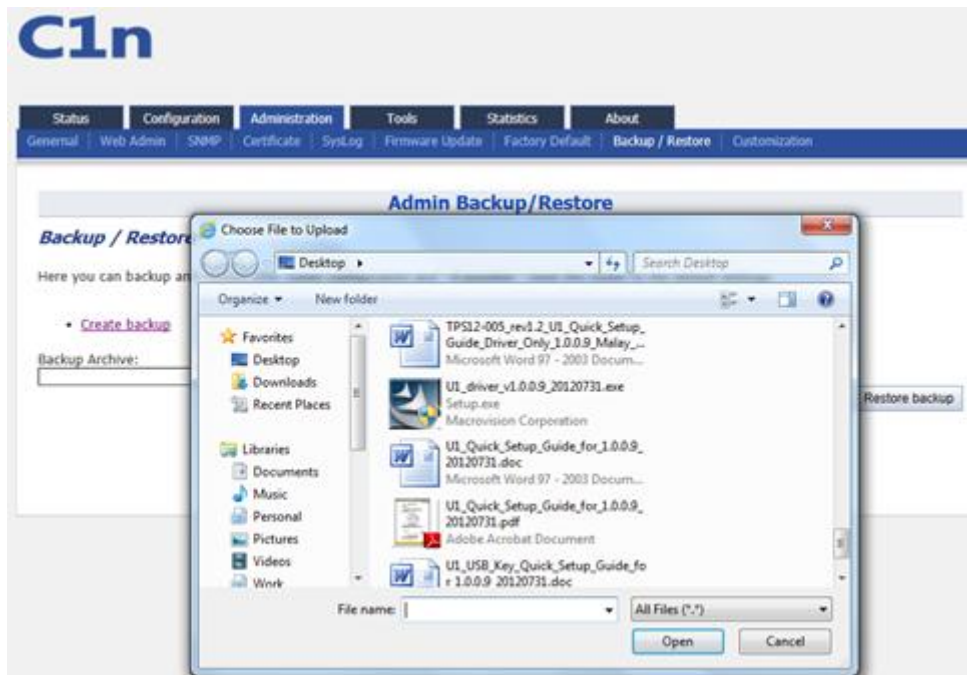 C1n
Status Configuration Administration Tools Statistics About
Genernal Web Admin SNMP Certificate SysLog Firmware Update Factory Default Backup / Restore Customization
Admin Backup/Restore
Backup / Restore
Here you can backup an
• Create backup
Backup Archive:
Restore backup
Choose File to Upload
Desktop
Search Desktop
Organize New folder
Favorites
Desktop
Downloads
Recent Places
Libraries
Documents
Music
Personal
Pictures
Videos
Work
TPS12-005_rev1.2_U1_Quick_Setup_
Guide_Driver_Only_1.0.0.9_Malay_...
Microsoft Word 97 - 2003 Docum...
U1_driver_v1.0.0.9_20120731.exe
Setup.exe
Macrovision Corporation
U1_Quick_Setup_Guide_for_1.0.0.9_
20120731.doc
Microsoft Word 97 - 2003 Docum...
U1_Quick_Setup_Guide_for_1.0.0.9_
20120731.pdf
Adobe Acrobat Document
U1_USB_Key_Quick_Setup_Guide_fo
r 1.0.0.9 20120731.doc
File name:
All Files (*.*)
Open Cancel